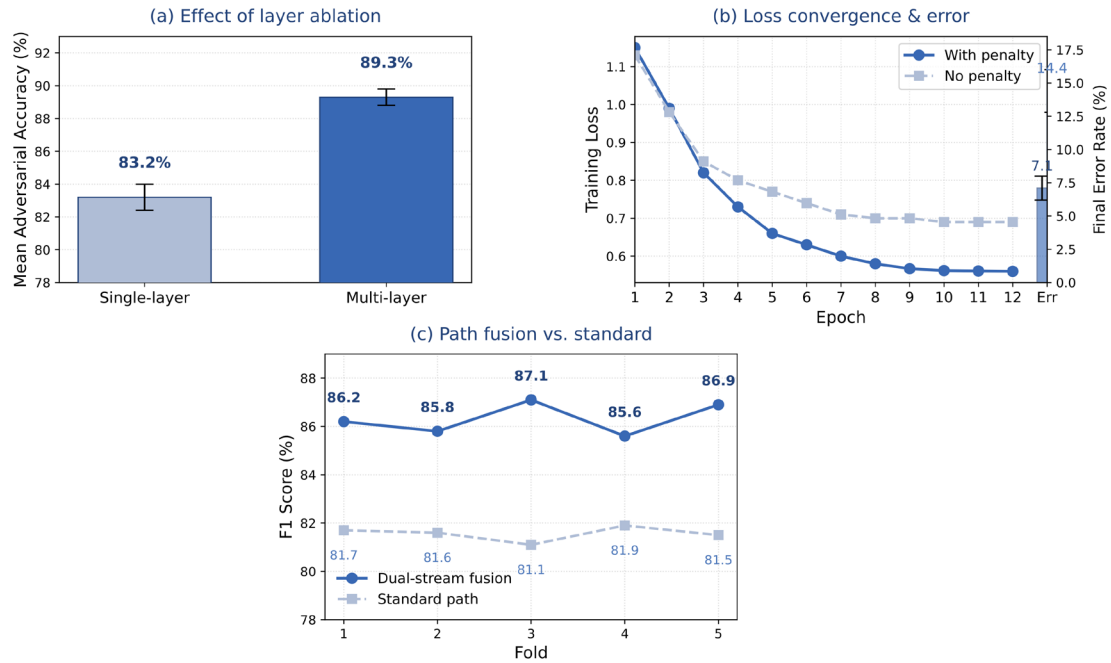 (a) Effect of layer ablation
Mean Adversarial Accuracy (%)
92
90
88
86
84
82
80
78
83.2%
89.3%
Single-layer
Multi-layer
(b) Loss convergence & error
Training Loss
1.1
1.0
0.9
0.8
0.7
0.6
With penalty
No penalty
14.4
7.1
17.5
15.0
12.5
10.0
7.5
5.0
2.5
0.0
Final Error Rate (%)
1 2 3 4 5 6 7 8 9 10 11 12 Err
Epoch
(c) Path fusion vs. standard
F1 Score (%)
88
86
84
82
80
78
86.2 85.8 87.1 85.6 86.9
81.7 81.6 81.1 81.9 81.5
Dual-stream fusion
Standard path
1 2 3 4 5
Fold